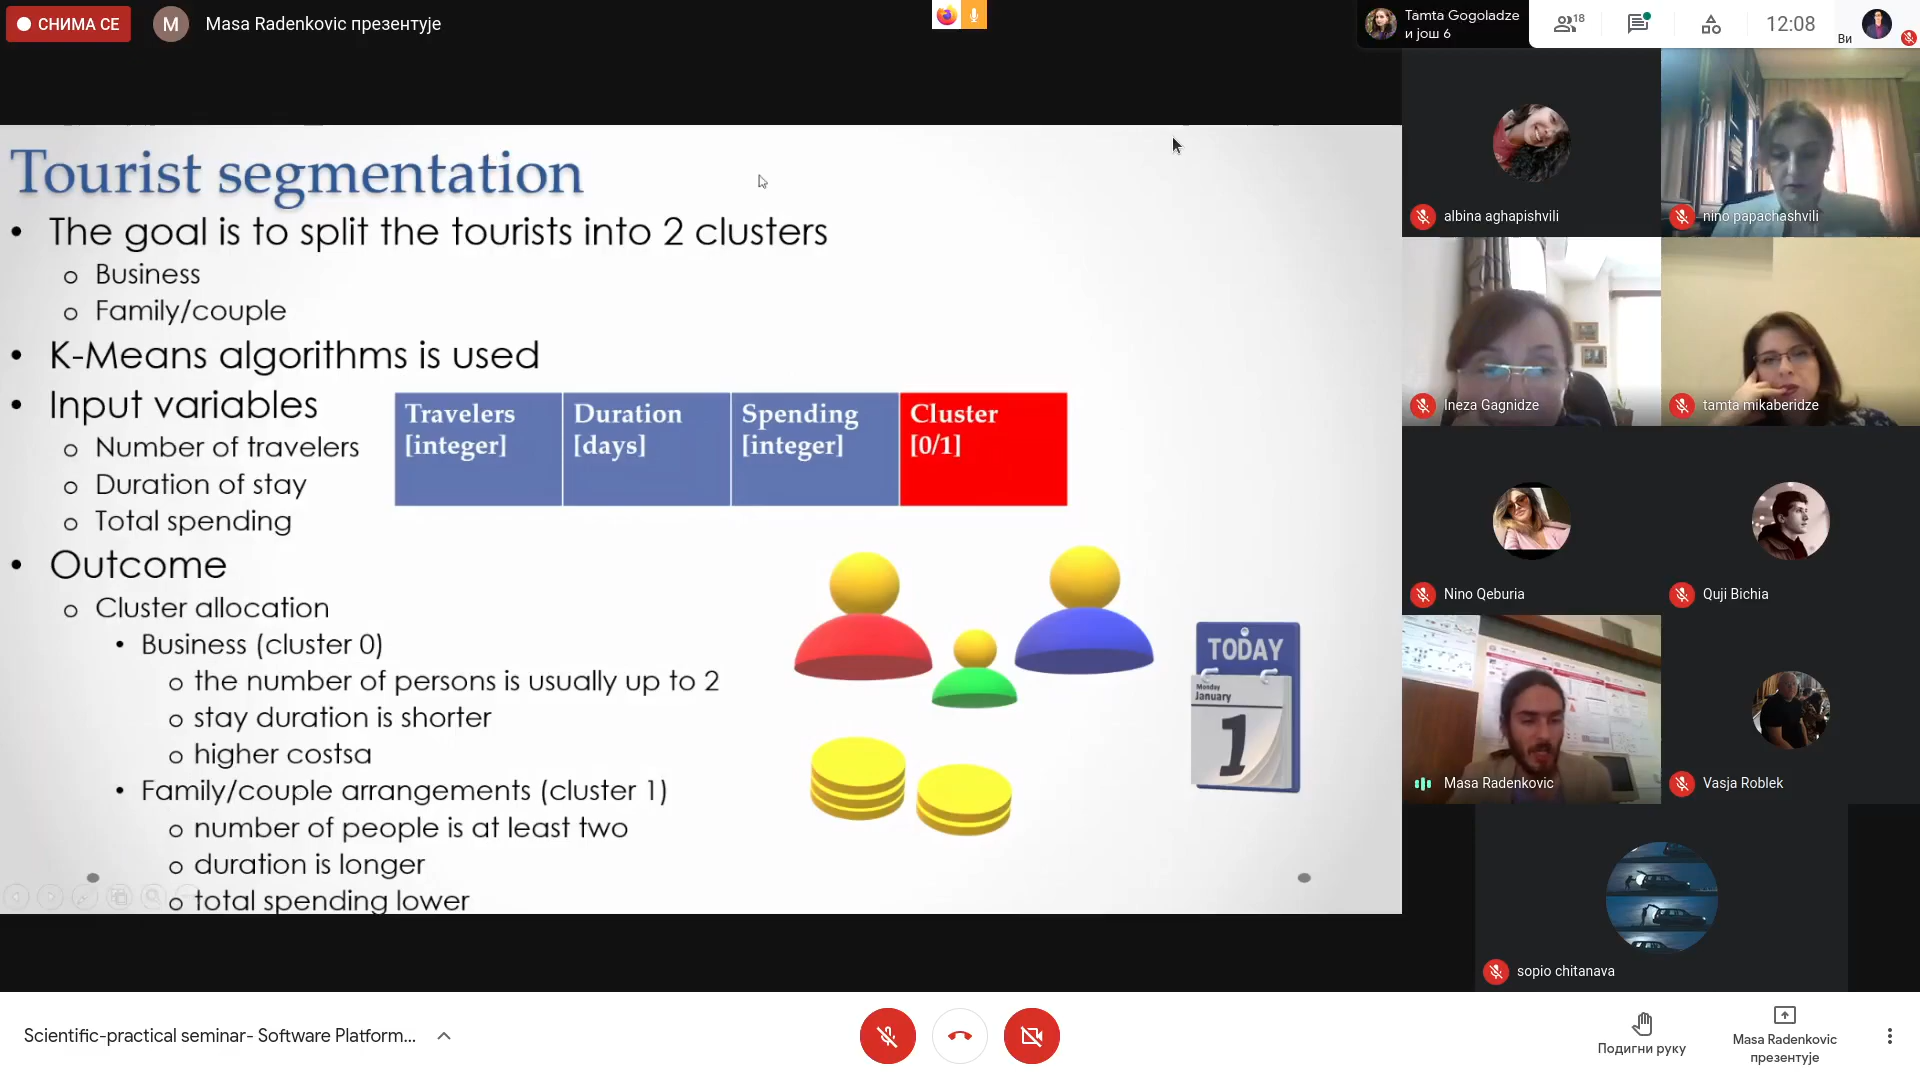 СНИМА СЕ
M
Masa Radenkovic презентује
Tamta Gogoladze
и још 6
18
12:08
Ви
Tourist segmentation
• The goal is to split the tourists into 2 clusters
o Business
o Family/couple
• K-Means algorithms is used
• Input variables
o Number of travelers
o Duration of stay
o Total spending
Travelers [integer]
Duration [days]
Spending [integer]
Cluster [0/1]
• Outcome
o Cluster allocation
• Business (cluster 0)
o the number of persons is usually up to 2
o stay duration is shorter
o higher costsa
• Family/couple arrangements (cluster 1)
o number of people is at least two
o duration is longer
o total spending lower
TODAY
Monday
January
1
albina aghapishvili
nino papachashvili
Ineza Gagnidze
tamta mikaberidze
Nino Qeburia
Quji Bichia
Masa Radenkovic
Vasja Roblek
sopio chitanava
Scientific-practical seminar- Software Platform...
Подигни руку
Masa Radenkovic
презентује